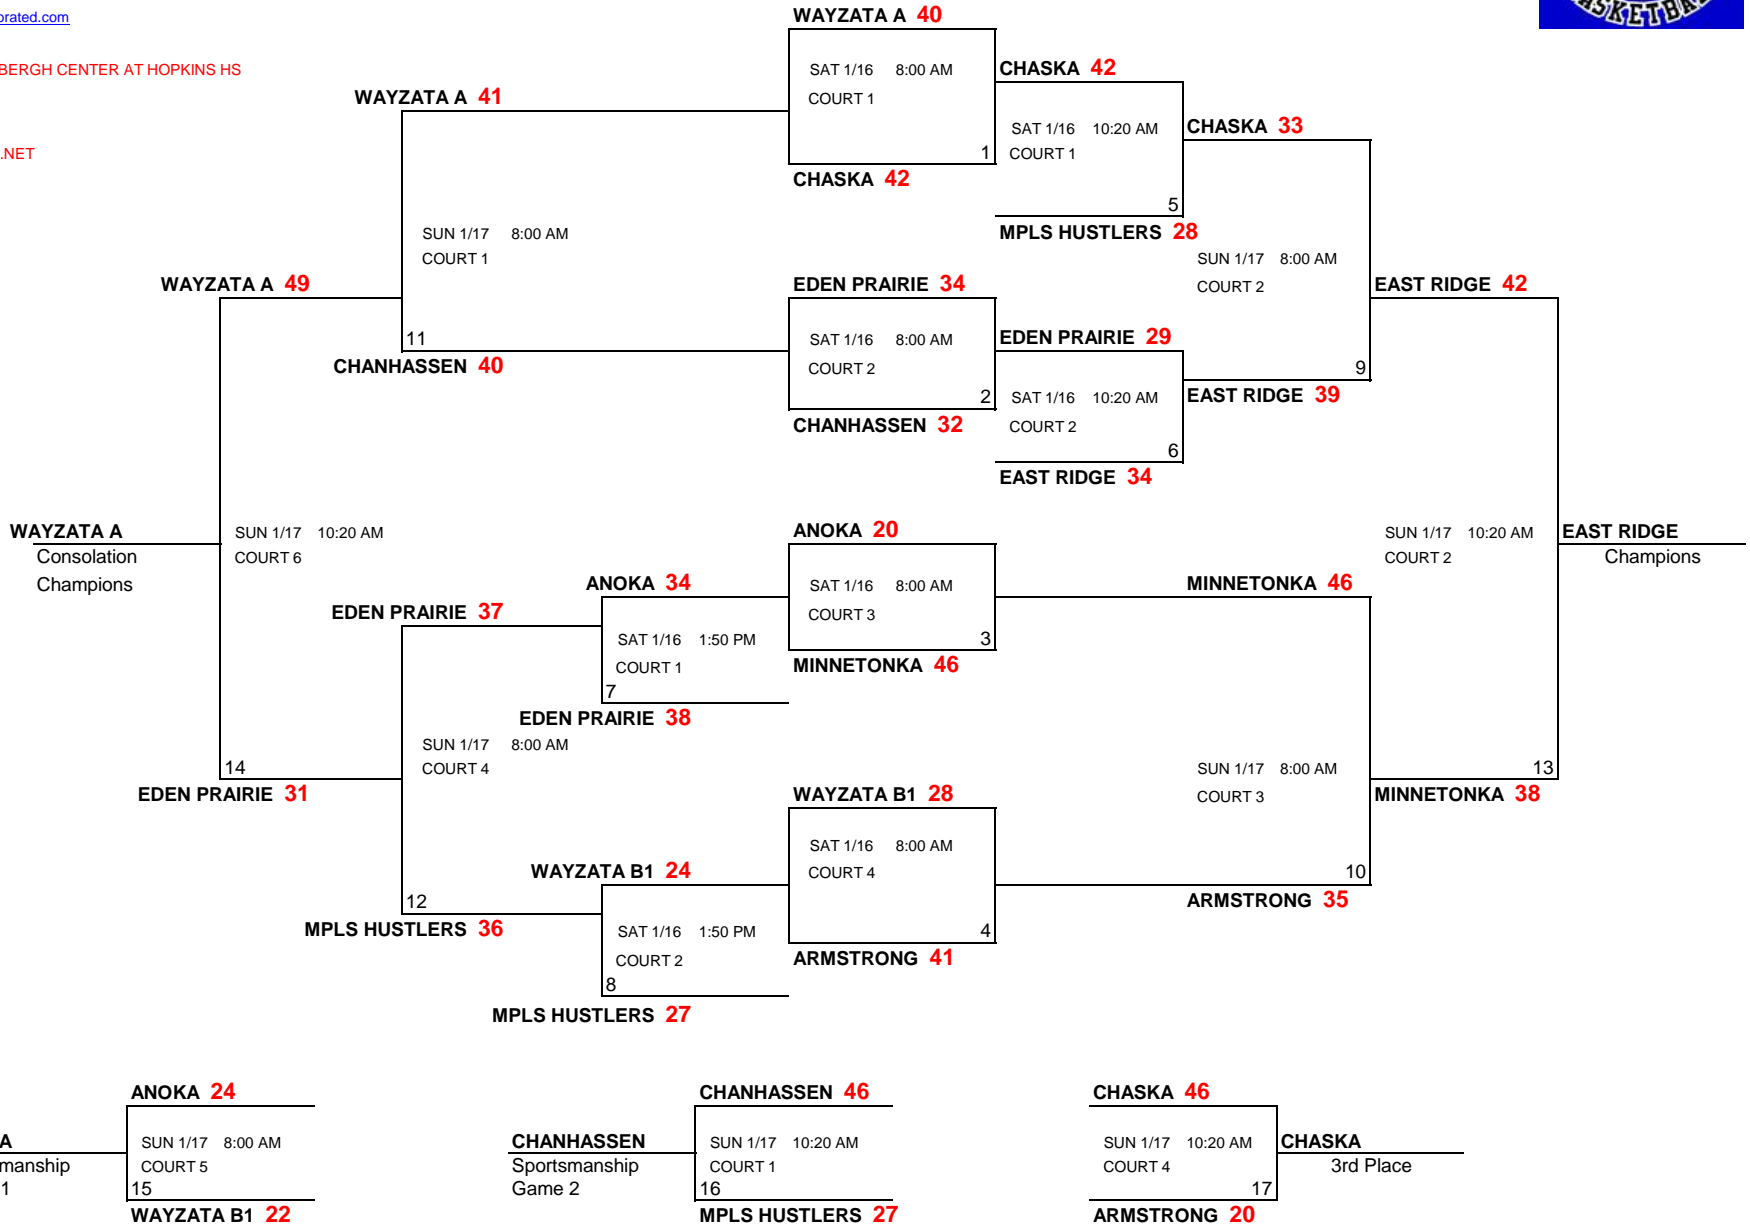 orated.com
BERGH CENTER AT HOPKINS HS
.NET
BASKETBALL
WAYZATA A 40
SAT 1/16 8:00 AM
COURT 1
1
CHASKA 42
CHASKA 42
SAT 1/16 10:20 AM
COURT 1
5
MPLS HUSTLERS 28
CHASKA 33
SUN 1/17 8:00 AM
COURT 2
9
EAST RIDGE 39
WAYZATA A 41
SUN 1/17 8:00 AM
COURT 1
11
CHANHASSEN 40
EDEN PRAIRIE 34
SAT 1/16 8:00 AM
COURT 2
2
CHANHASSEN 32
EDEN PRAIRIE 29
SAT 1/16 10:20 AM
COURT 2
6
EAST RIDGE 34
WAYZATA A 49
SUN 1/17 10:20 AM
COURT 6
14
EDEN PRAIRIE 31
WAYZATA A
Consolation
Champions
EAST RIDGE 42
SUN 1/17 10:20 AM
COURT 2
13
MINNETONKA 38
EAST RIDGE
Champions
ANOKA 20
SAT 1/16 8:00 AM
COURT 3
3
MINNETONKA 46
ANOKA 34
SAT 1/16 1:50 PM
COURT 1
7
EDEN PRAIRIE 38
EDEN PRAIRIE 37
SUN 1/17 8:00 AM
COURT 4
12
MPLS HUSTLERS 36
MINNETONKA 46
SUN 1/17 8:00 AM
COURT 3
10
ARMSTRONG 35
WAYZATA B1 28
SAT 1/16 8:00 AM
COURT 4
4
ARMSTRONG 41
WAYZATA B1 24
SAT 1/16 1:50 PM
COURT 2
8
MPLS HUSTLERS 27
ANOKA 24
A
SUN 1/17 8:00 AM
manship
COURT 5
1
15
WAYZATA B1 22
CHANHASSEN 46
CHANHASSEN
SUN 1/17 10:20 AM
Sportsmanship
COURT 1
Game 2
16
MPLS HUSTLERS 27
CHASKA 46
SUN 1/17 10:20 AM
CHASKA
COURT 4
3rd Place
17
ARMSTRONG 20